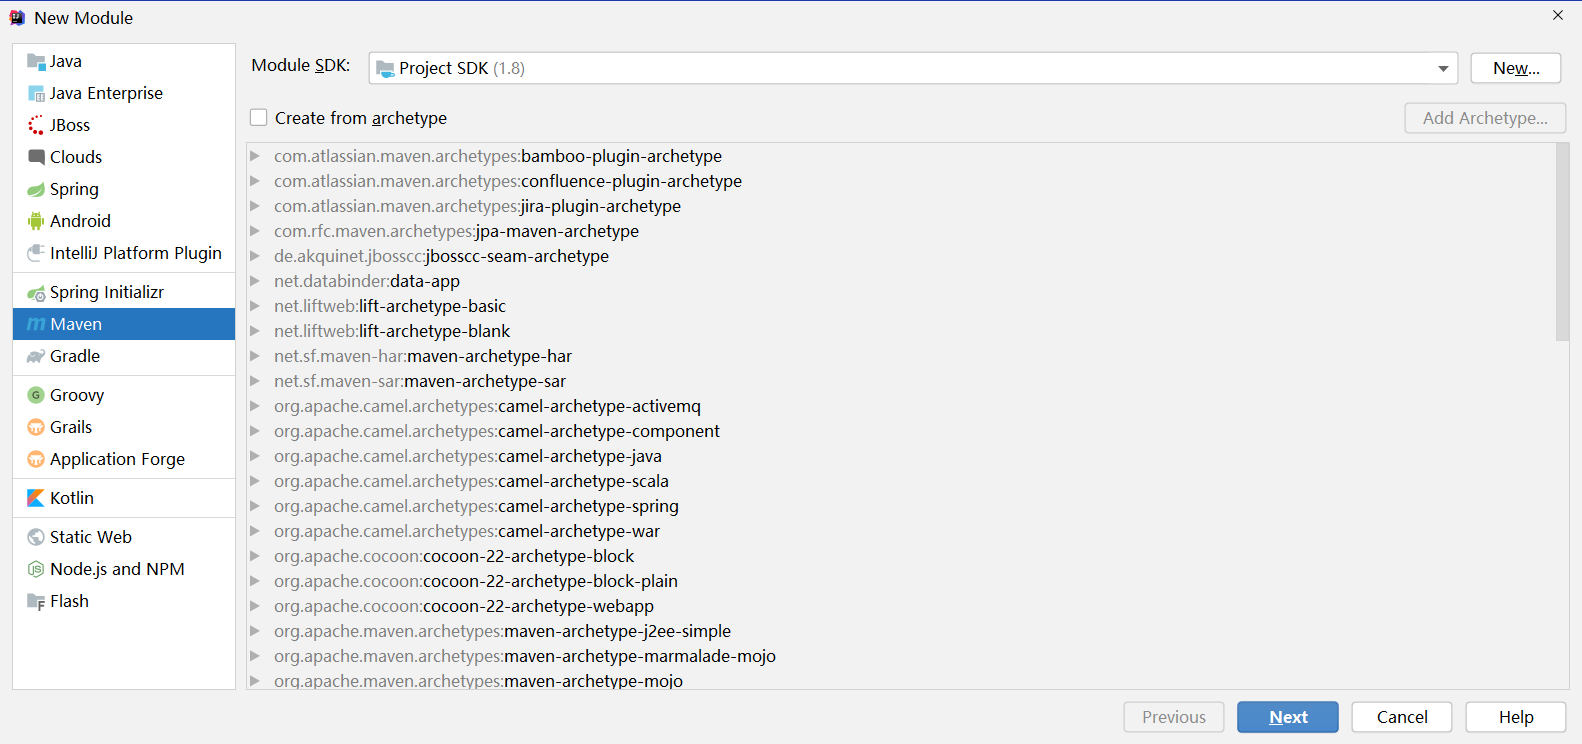 New Module
Java
Java Enterprise
JBoss
Clouds
Spring
Android
IntelliJ Platform Plugin
Spring Initializr
Maven
Gradle
Groovy
Grails
Application Forge
Kotlin
Static Web
Node.js and NPM
Flash
Module SDK: Project SDK (1.8) New...
Create from archetype Add Archetype...
com.atlassian.maven.archetypes:bamboo-plugin-archetype
com.atlassian.maven.archetypes:confluence-plugin-archetype
com.atlassian.maven.archetypes:jira-plugin-archetype
com.rfc.maven.archetypes:jpa-maven-archetype
de.akquinet.jbosscc:jbosscc-seam-archetype
net.databinder:data-app
net.liftweb:lift-archetype-basic
net.liftweb:lift-archetype-blank
net.sf.maven-har:maven-archetype-har
net.sf.maven-sar:maven-archetype-sar
org.apache.camel.archetypes:camel-archetype-activemq
org.apache.camel.archetypes:camel-archetype-component
org.apache.camel.archetypes:camel-archetype-java
org.apache.camel.archetypes:camel-archetype-scala
org.apache.camel.archetypes:camel-archetype-spring
org.apache.camel.archetypes:camel-archetype-war
org.apache.cocoon:cocoon-22-archetype-block
org.apache.cocoon:cocoon-22-archetype-block-plain
org.apache.cocoon:cocoon-22-archetype-webapp
org.apache.maven.archetypes:maven-archetype-j2ee-simple
org.apache.maven.archetypes:maven-archetype-marmalade-mojo
org.apache.maven.archetypes:maven-archetype-mojo
Previous Next Cancel Help